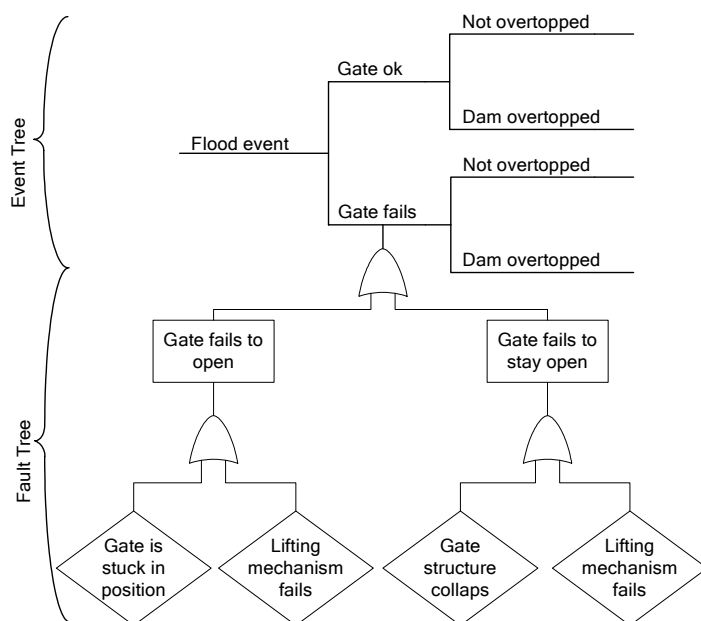 Event Tree
Not overtopped
Gate ok
Dam overtopped
Flood event
Not overtopped
Gate fails
Dam overtopped
Fault Tree
Gate fails to
open
Gate fails to
stay open
Gate is
stuck in
position
Lifting
mechanism
fails
Gate
structure
collaps
Lifting
mechanism
fails